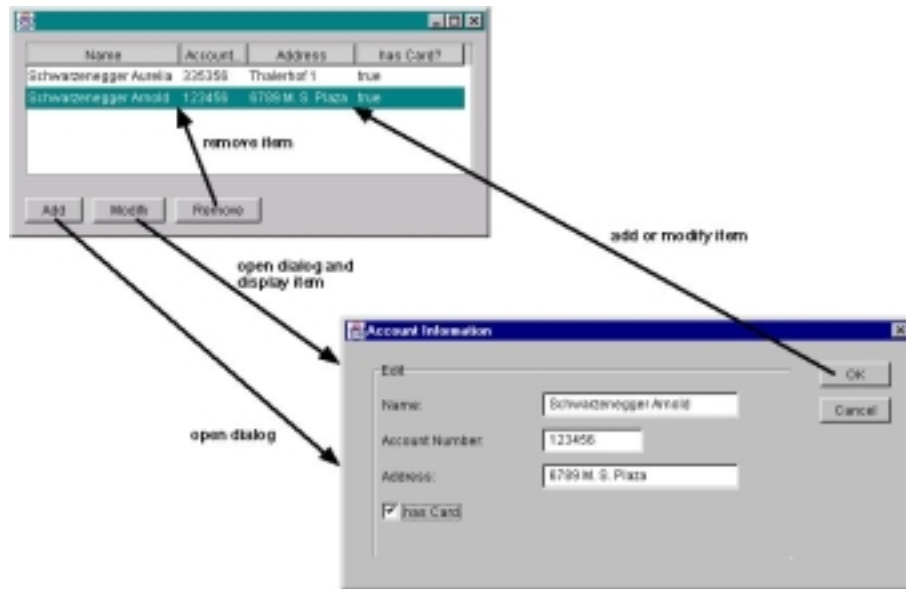 Name Account Address has Card?
Schwarzenegger Aurelia 335356 Thalerhof 1 true
Schwarzenegger Arnold 123456 6789 M. S. Plaza true
remove item
Add Modify Remove
add or modify item
open dialog and
display item
Account Information
Edit
OK
Name: Schwarzenegger Arnold
Cancel
open dialog
Account Number: 123456
Address: 6789 M. S. Plaza
has Card